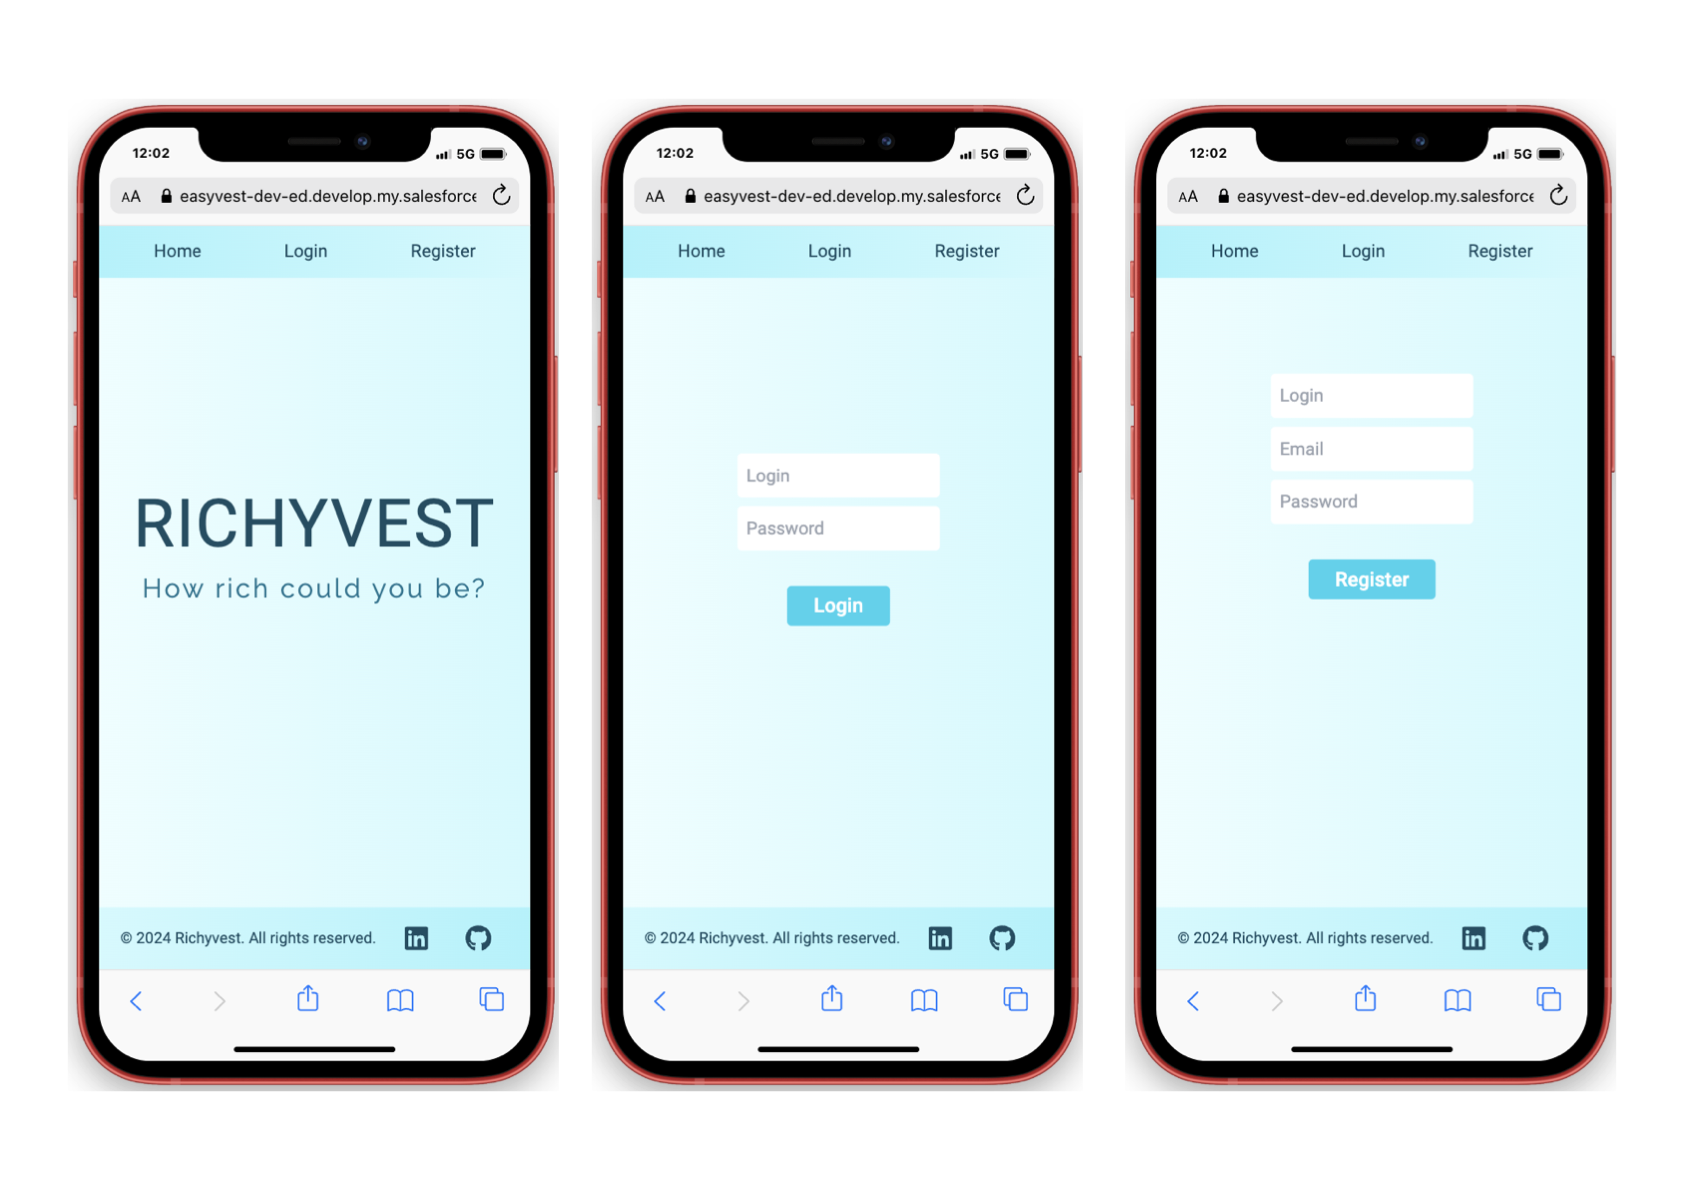 12:02
5G
AA easyvest-dev-ed.develop.my.salesforce
Home Login Register
RICHYVEST
How rich could you be?
© 2024 Richyvest. All rights reserved. in
12:02
5G
AA easyvest-dev-ed.develop.my.salesforce
Home Login Register
Login
Password
Login
© 2024 Richyvest. All rights reserved. in
12:02
5G
AA easyvest-dev-ed.develop.my.salesforce
Home Login Register
Login
Email
Password
Register
© 2024 Richyvest. All rights reserved. in